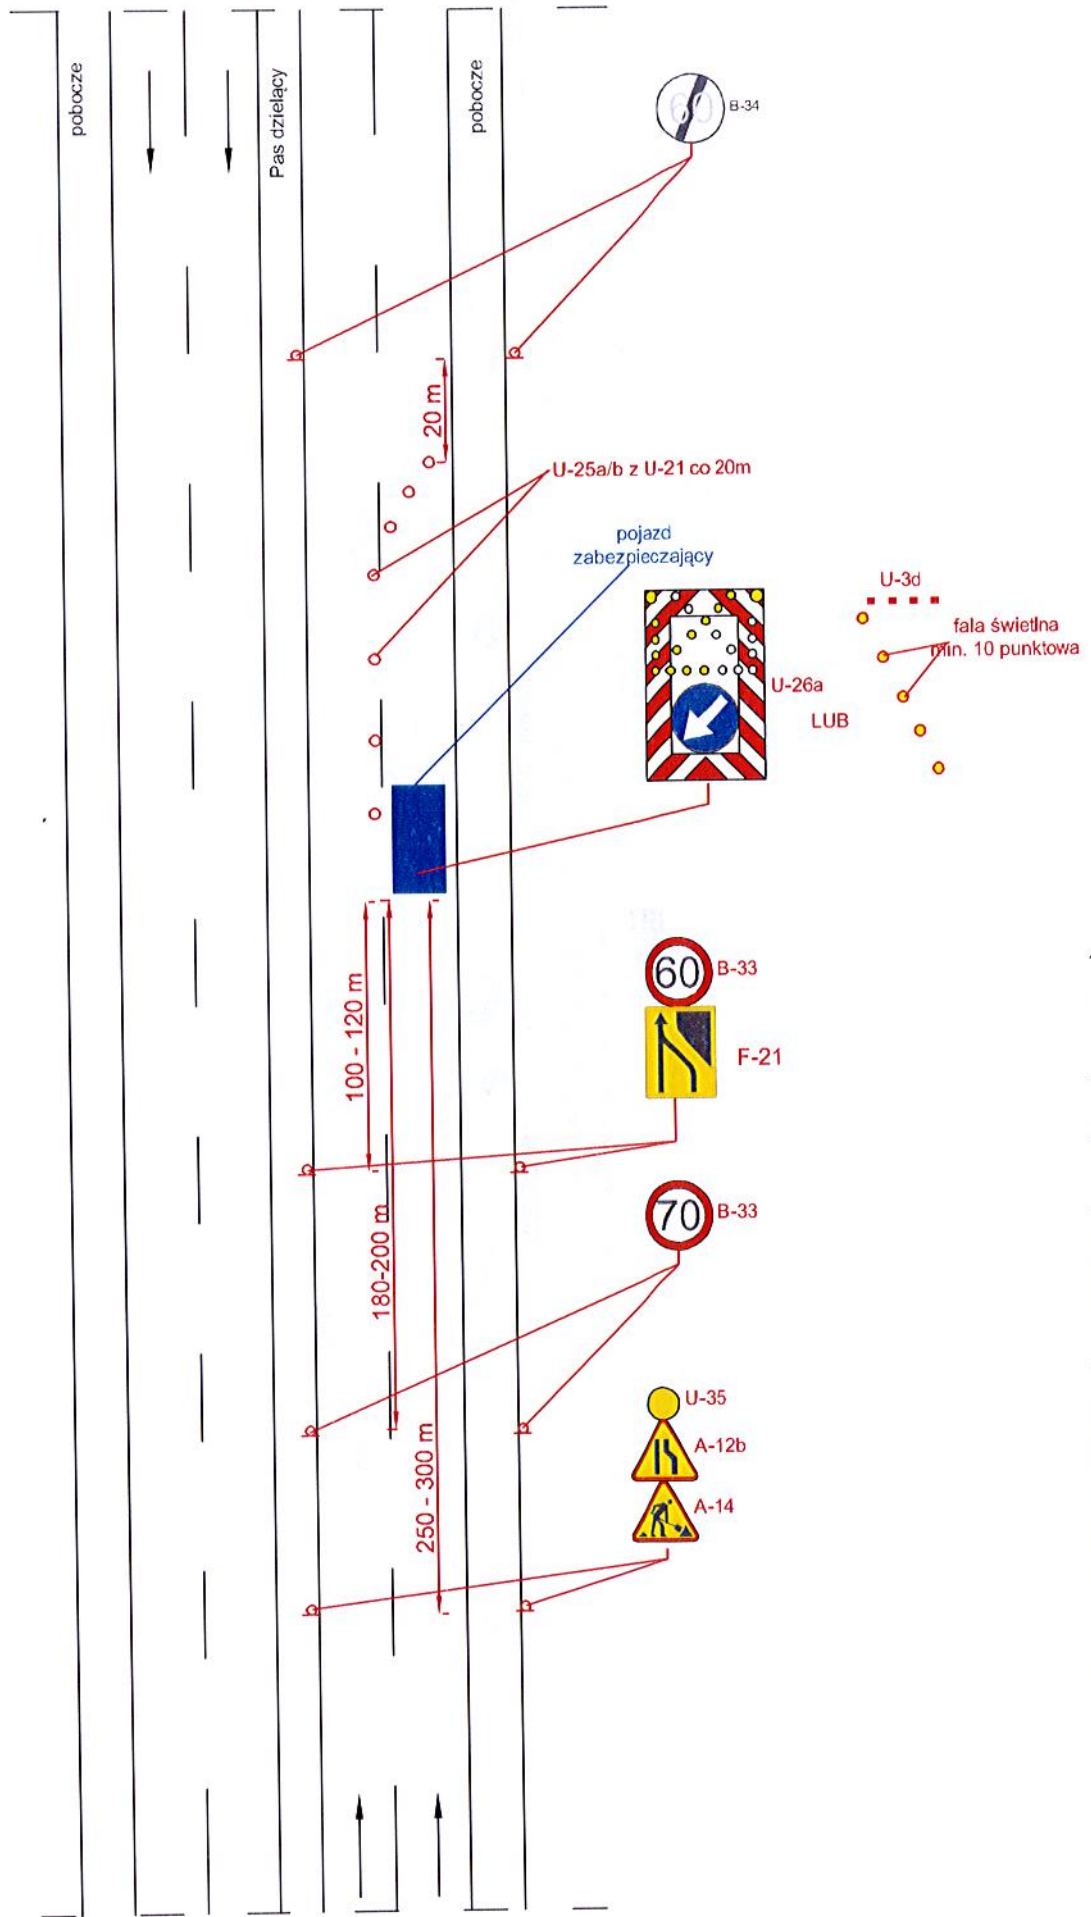 pobocze
Pas dzielący
pobocze
60
B-34
20 m
U-25a/b z U-21 co 20m
pojazd
zabezpieczający
U-3d
fala świetlna
min. 10 punktowa
U-26a
LUB
60
B-33
F-21
100 - 120 m
70
B-33
180-200 m
U-35
A-12b
A-14
250 - 300 m